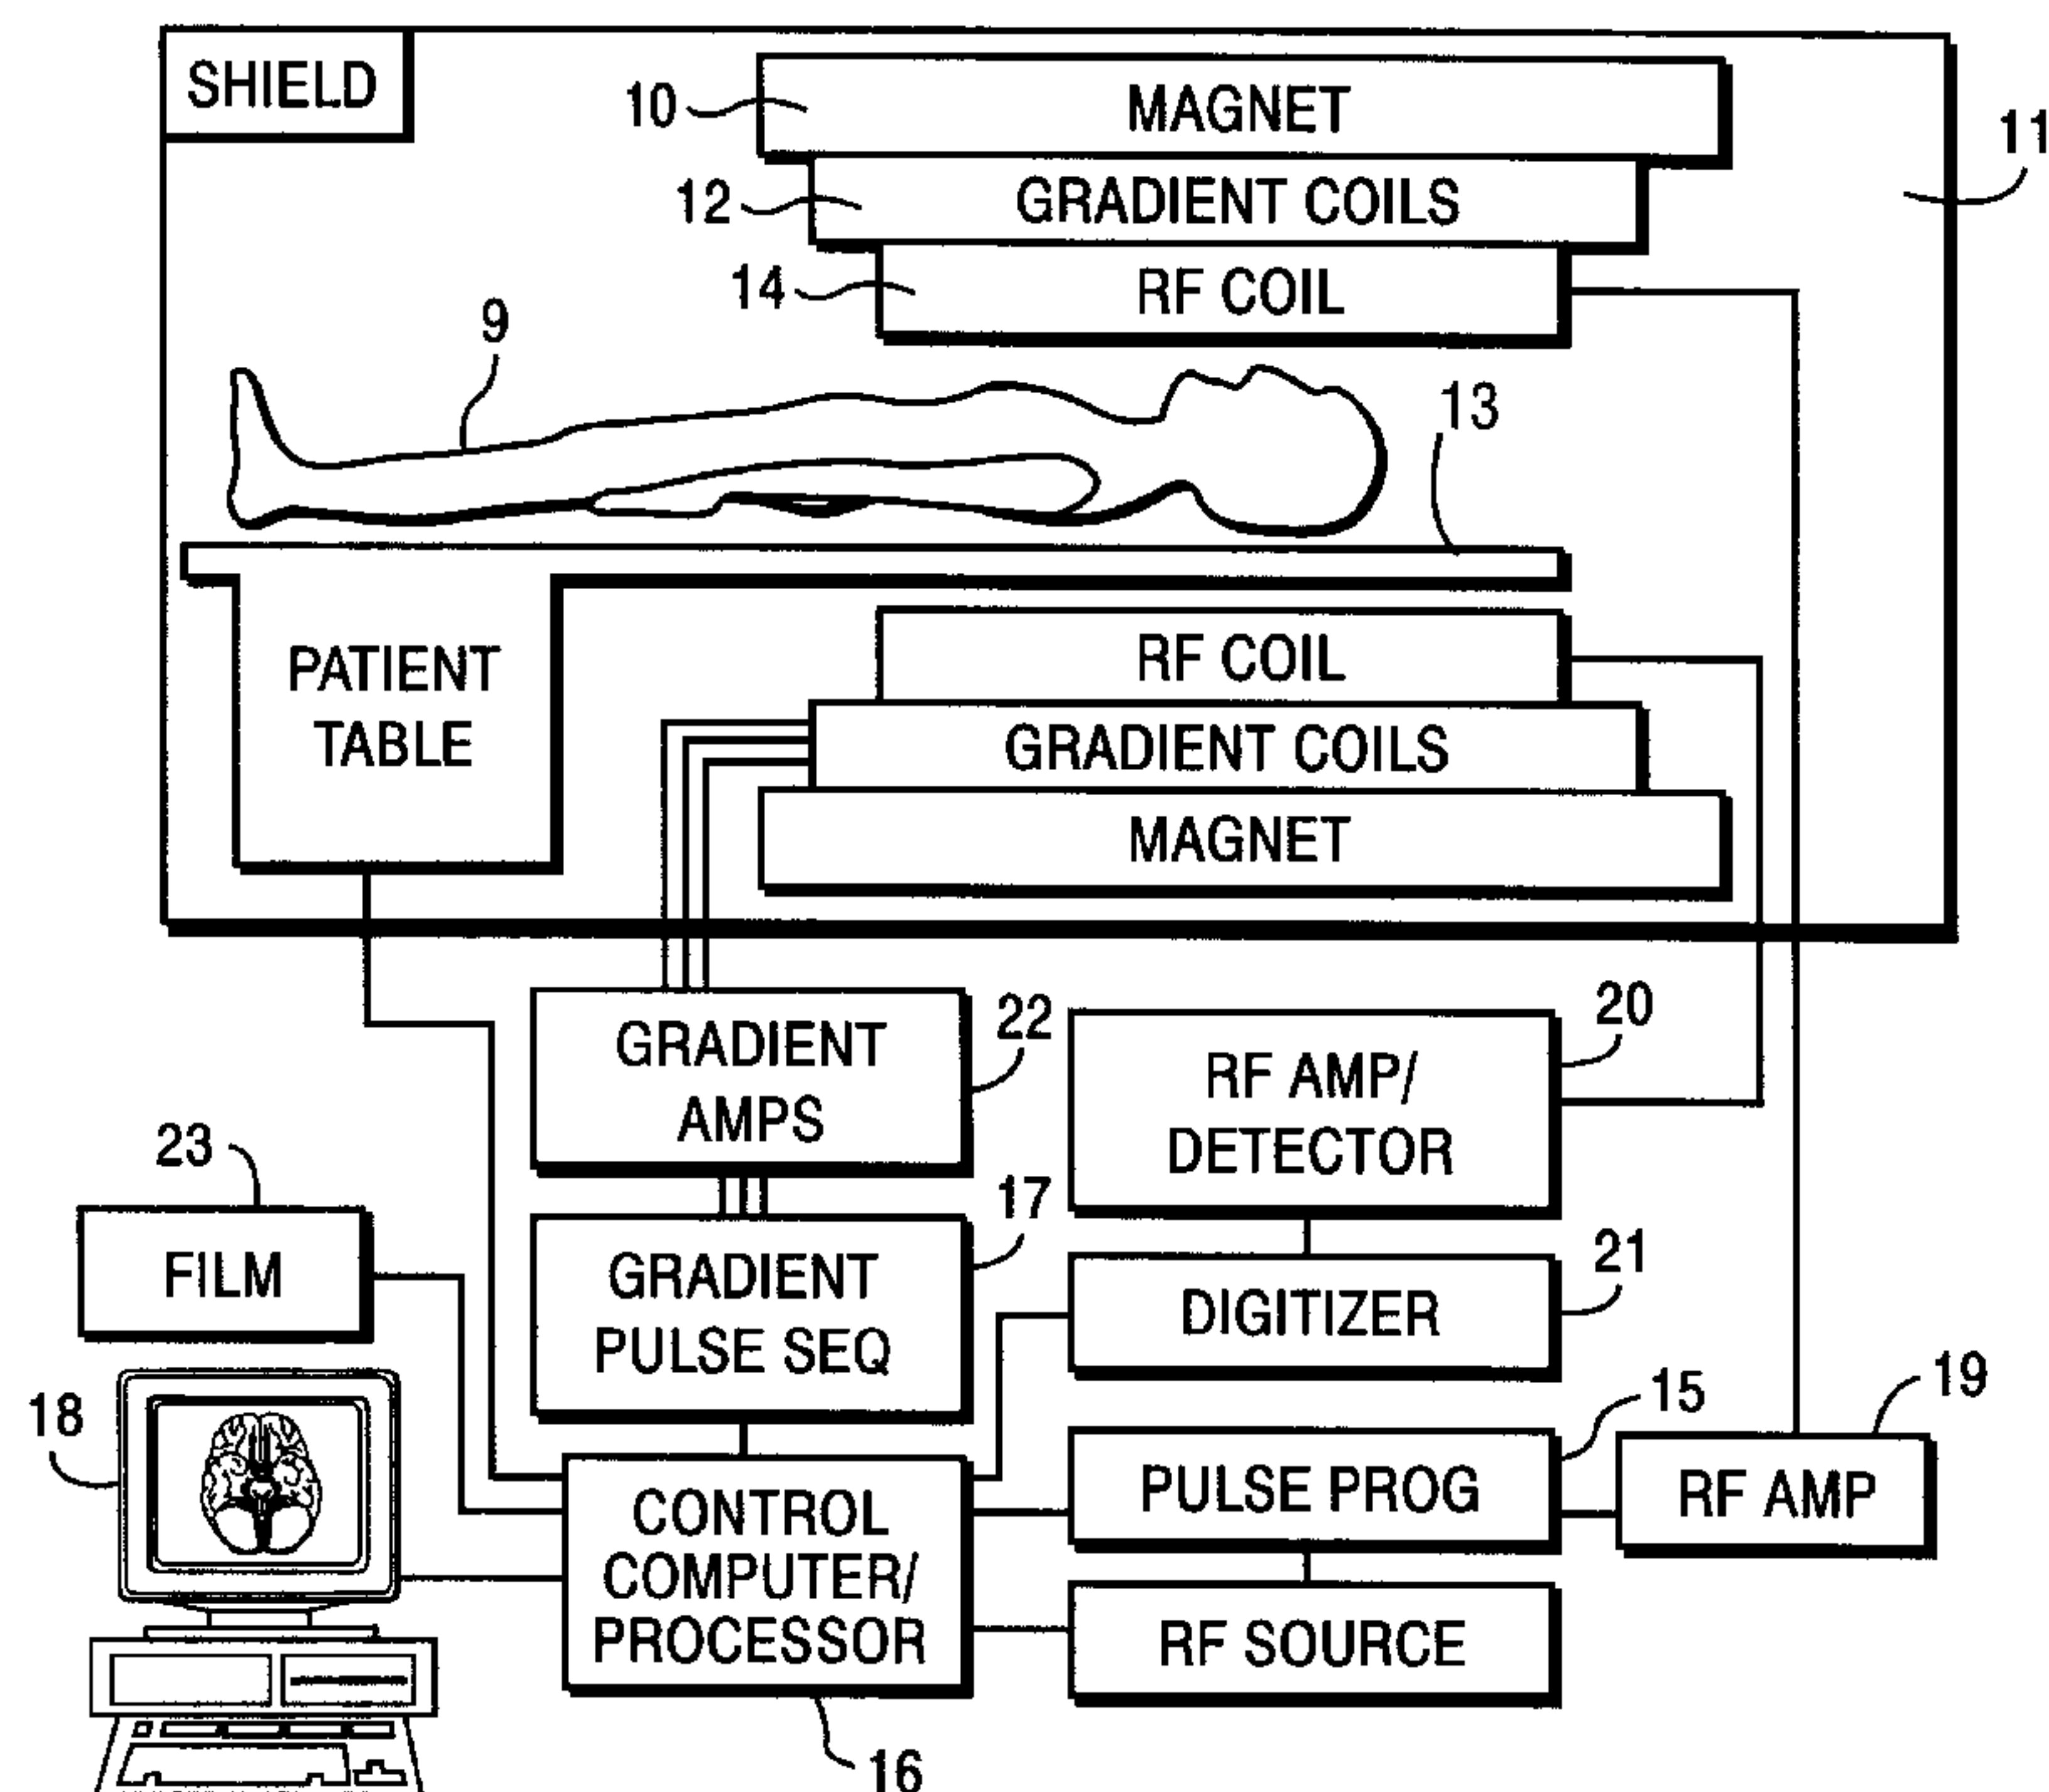 SHIELD
10
MAGNET
11
12
GRADIENT COILS
14
RF COIL
9
13
PATIENT
TABLE
RF COIL
GRADIENT COILS
MAGNET
GRADIENT
AMPS
22
RF AMP/
DETECTOR
20
23
FILM
GRADIENT
PULSE SEQ
17
DIGITIZER
21
18
CONTROL
COMPUTER/
PROCESSOR
16
PULSE PROG
15
RF AMP
19
RF SOURCE